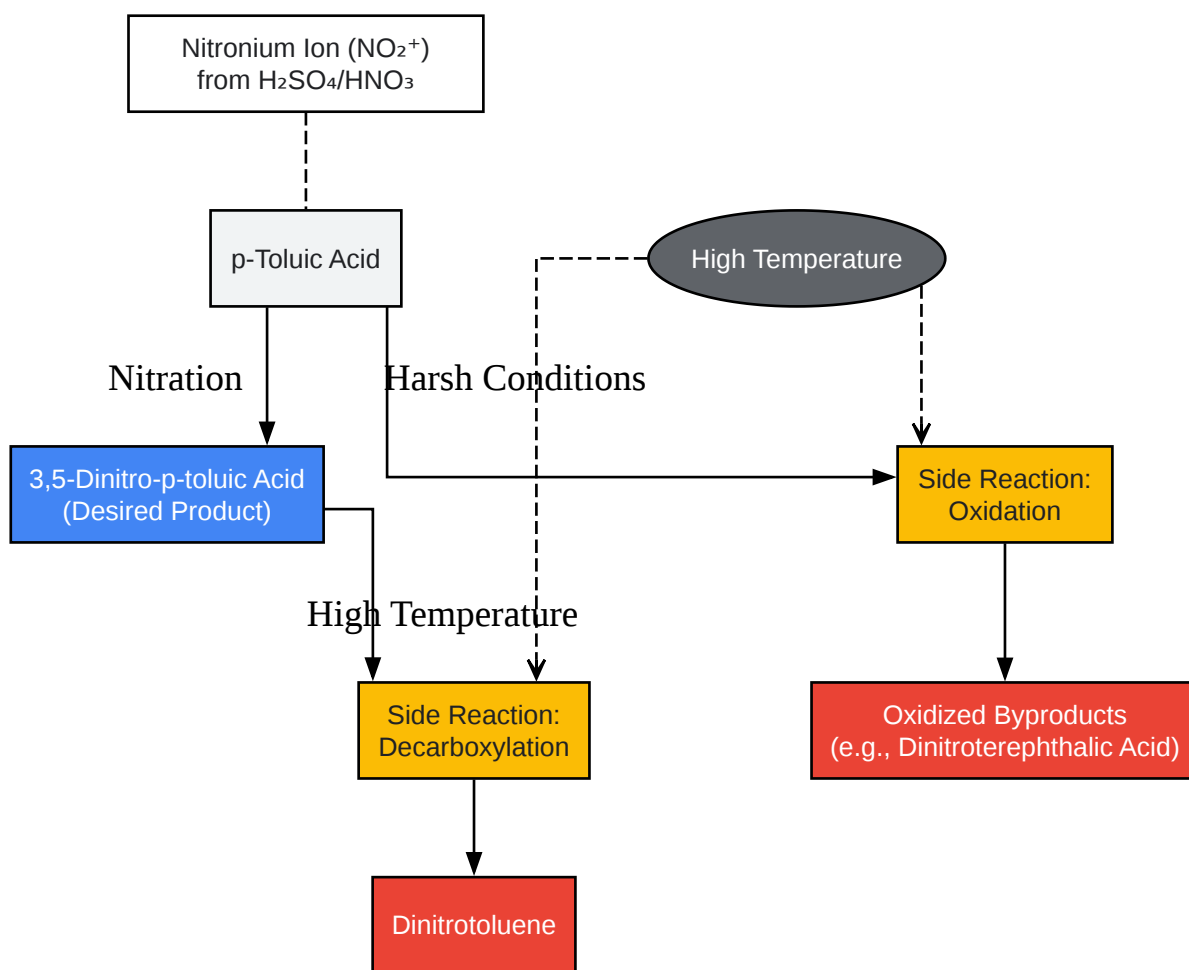 Nitronium Ion (NO₂⁺)
from H₂SO₄/HNO₃
p-Toluic Acid
High Temperature
Nitration
Harsh Conditions
3,5-Dinitro-p-toluic Acid
(Desired Product)
Side Reaction:
Oxidation
High Temperature
Side Reaction:
Decarboxylation
Oxidized Byproducts
(e.g., Dinitroterephthalic Acid)
Dinitrotoluene